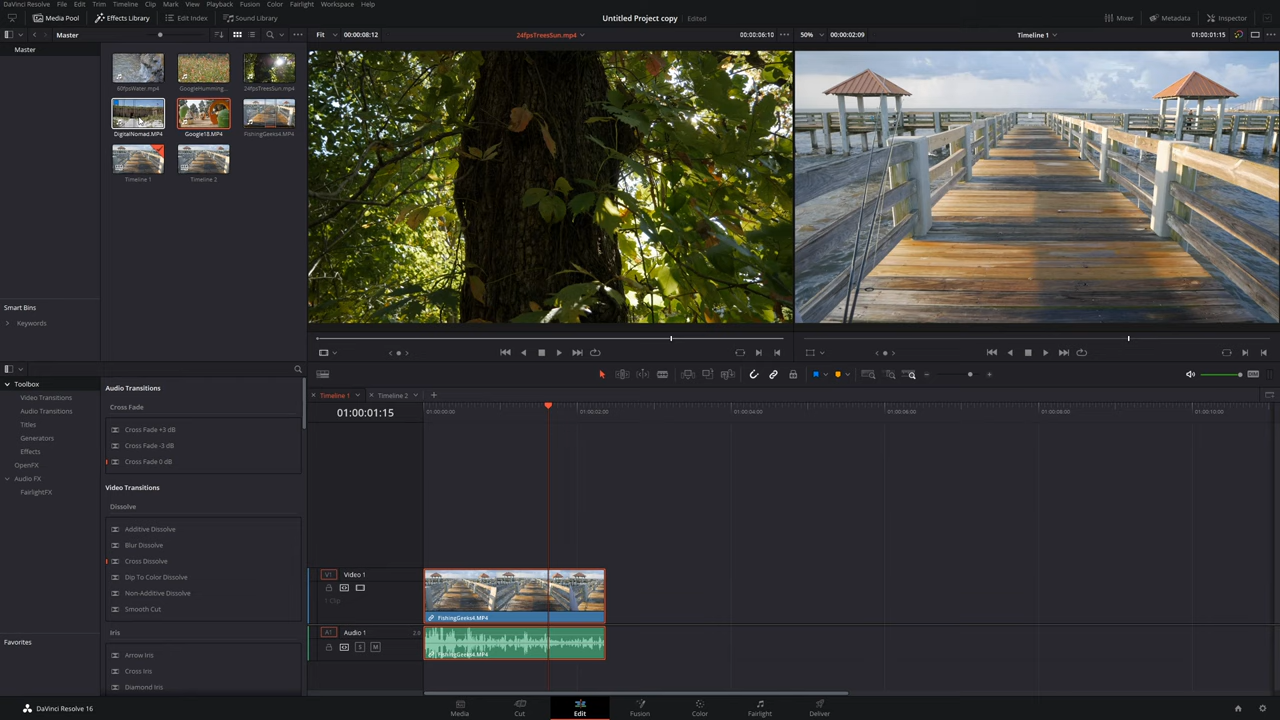 DaVinci Resolve File Edit Trim Timeline Clip Mark View Playback Fusion Color Fairlight Workspace Help
Media Pool Effects Library Edit Index Sound Library Untitled Project copy Edited Mixer Metadata Inspector
Master Fit 00:00:08:12 24fpsTreesSun.mp4 00:00:06:10 50% 00:00:02:09 Timeline 1 01:00:01:15
Master
60fpsWater.mp4 GoogleHumming... 24fpsTreesSun.mp4
DigitalNomad.MP4 Google18.MP4 FishingGeeks4.MP4
Timeline 1 Timeline 2
Smart Bins
Keywords
Toolbox
Video Transitions
Audio Transitions
Titles
Generators
Effects
OpenFX
Audio FX
FairlightFX
Favorites
Audio Transitions
Cross Fade
Cross Fade +3 dB
Cross Fade -3 dB
Cross Fade 0 dB
Video Transitions
Dissolve
Additive Dissolve
Blur Dissolve
Cross Dissolve
Dip To Color Dissolve
Non-Additive Dissolve
Smooth Cut
Iris
Arrow Iris
Cross Iris
Diamond Iris
DIM
Timeline 1 Timeline 2
01:00:01:15 01:00:00:00 01:00:02:00 01:00:04:00 01:00:06:00 01:00:08:00 01:00:10:00
V1 Video 1
1 Clip
FishingGeeks4.MP4
A1 Audio 1 2.0
S M
FishingGeeks4.MP4
DaVinci Resolve 16 Media Cut Edit Fusion Color Fairlight Deliver